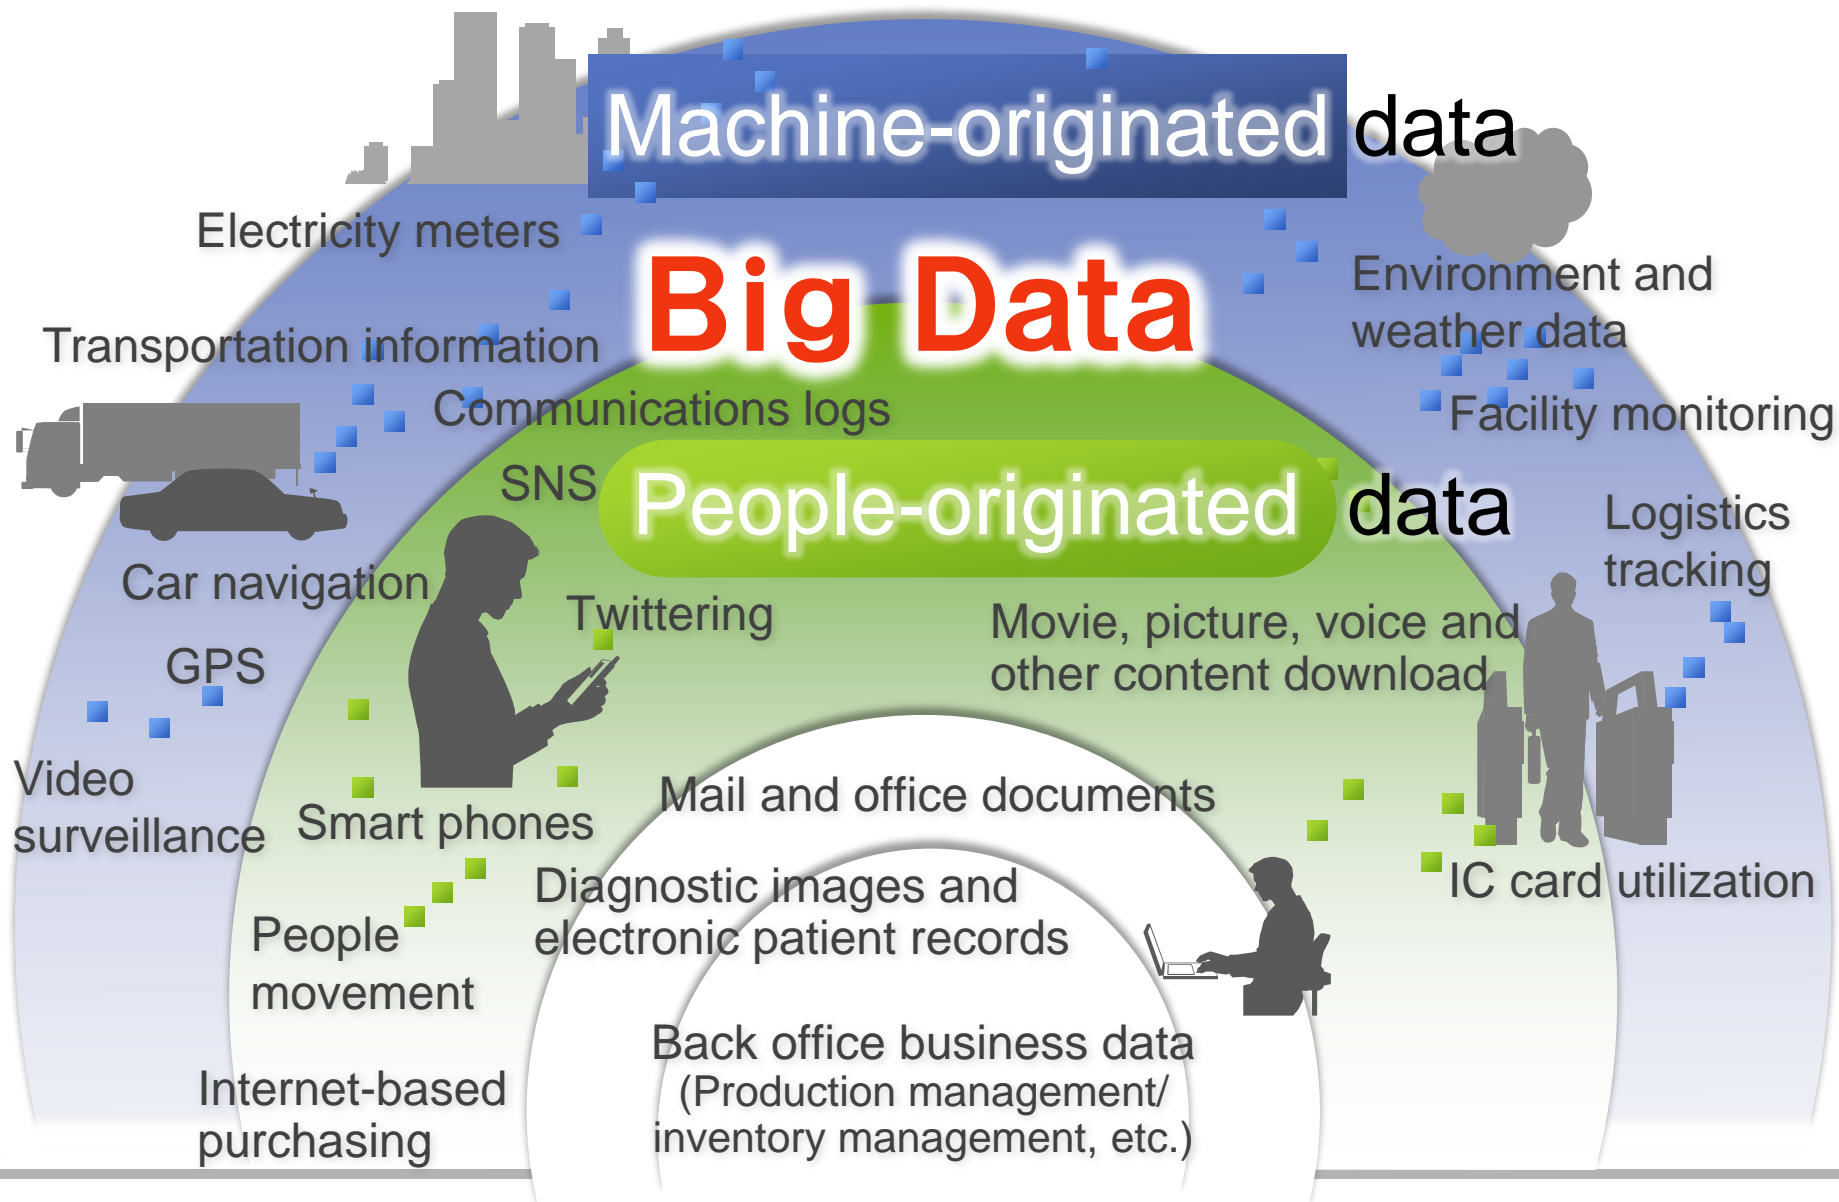 Machine-originated data
Electricity meters
Big Data
Environment and
weather data
Transportation information
Communications logs
Facility monitoring
SNS
People-originated data
Logistics
tracking
Car navigation
Twittering
Movie, picture, voice and
other content download
GPS
Video
surveillance
Smart phones
Mail and office documents
IC card utilization
Diagnostic images and
electronic patient records
People
movement
Back office business data
(Production management/
inventory management, etc.)
Internet-based
purchasing